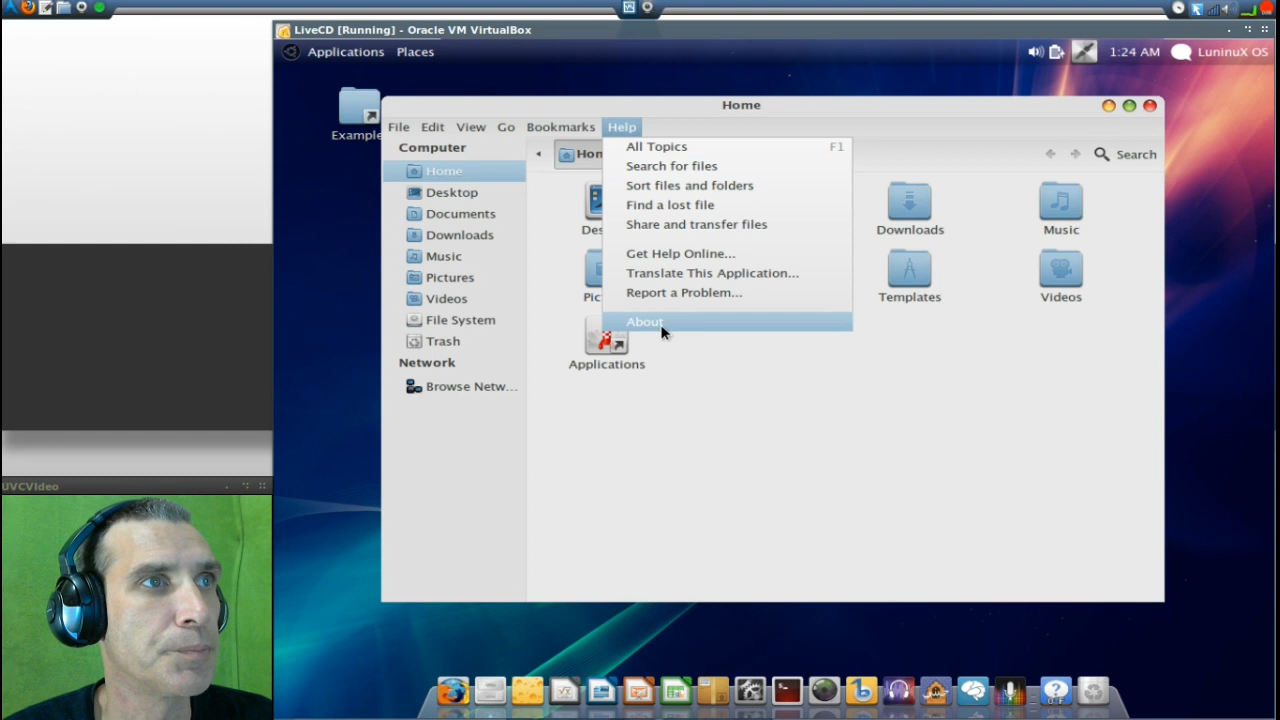 LiveCD [Running] - Oracle VM VirtualBox
Applications Places
1:24 AM LuninuX OS
Example
Home
File Edit View Go Bookmarks Help
Computer
Home
Desktop
Documents
Downloads
Music
Pictures
Videos
File System
Trash
Network
Browse Netw...
Hon
Search
All Topics F1
Search for files
Sort files and folders
Find a lost file
Share and transfer files
Get Help Online...
Translate This Application...
Report a Problem...
About
Des
Downloads
Music
Pic
Templates
Videos
Applications
UVCVideo